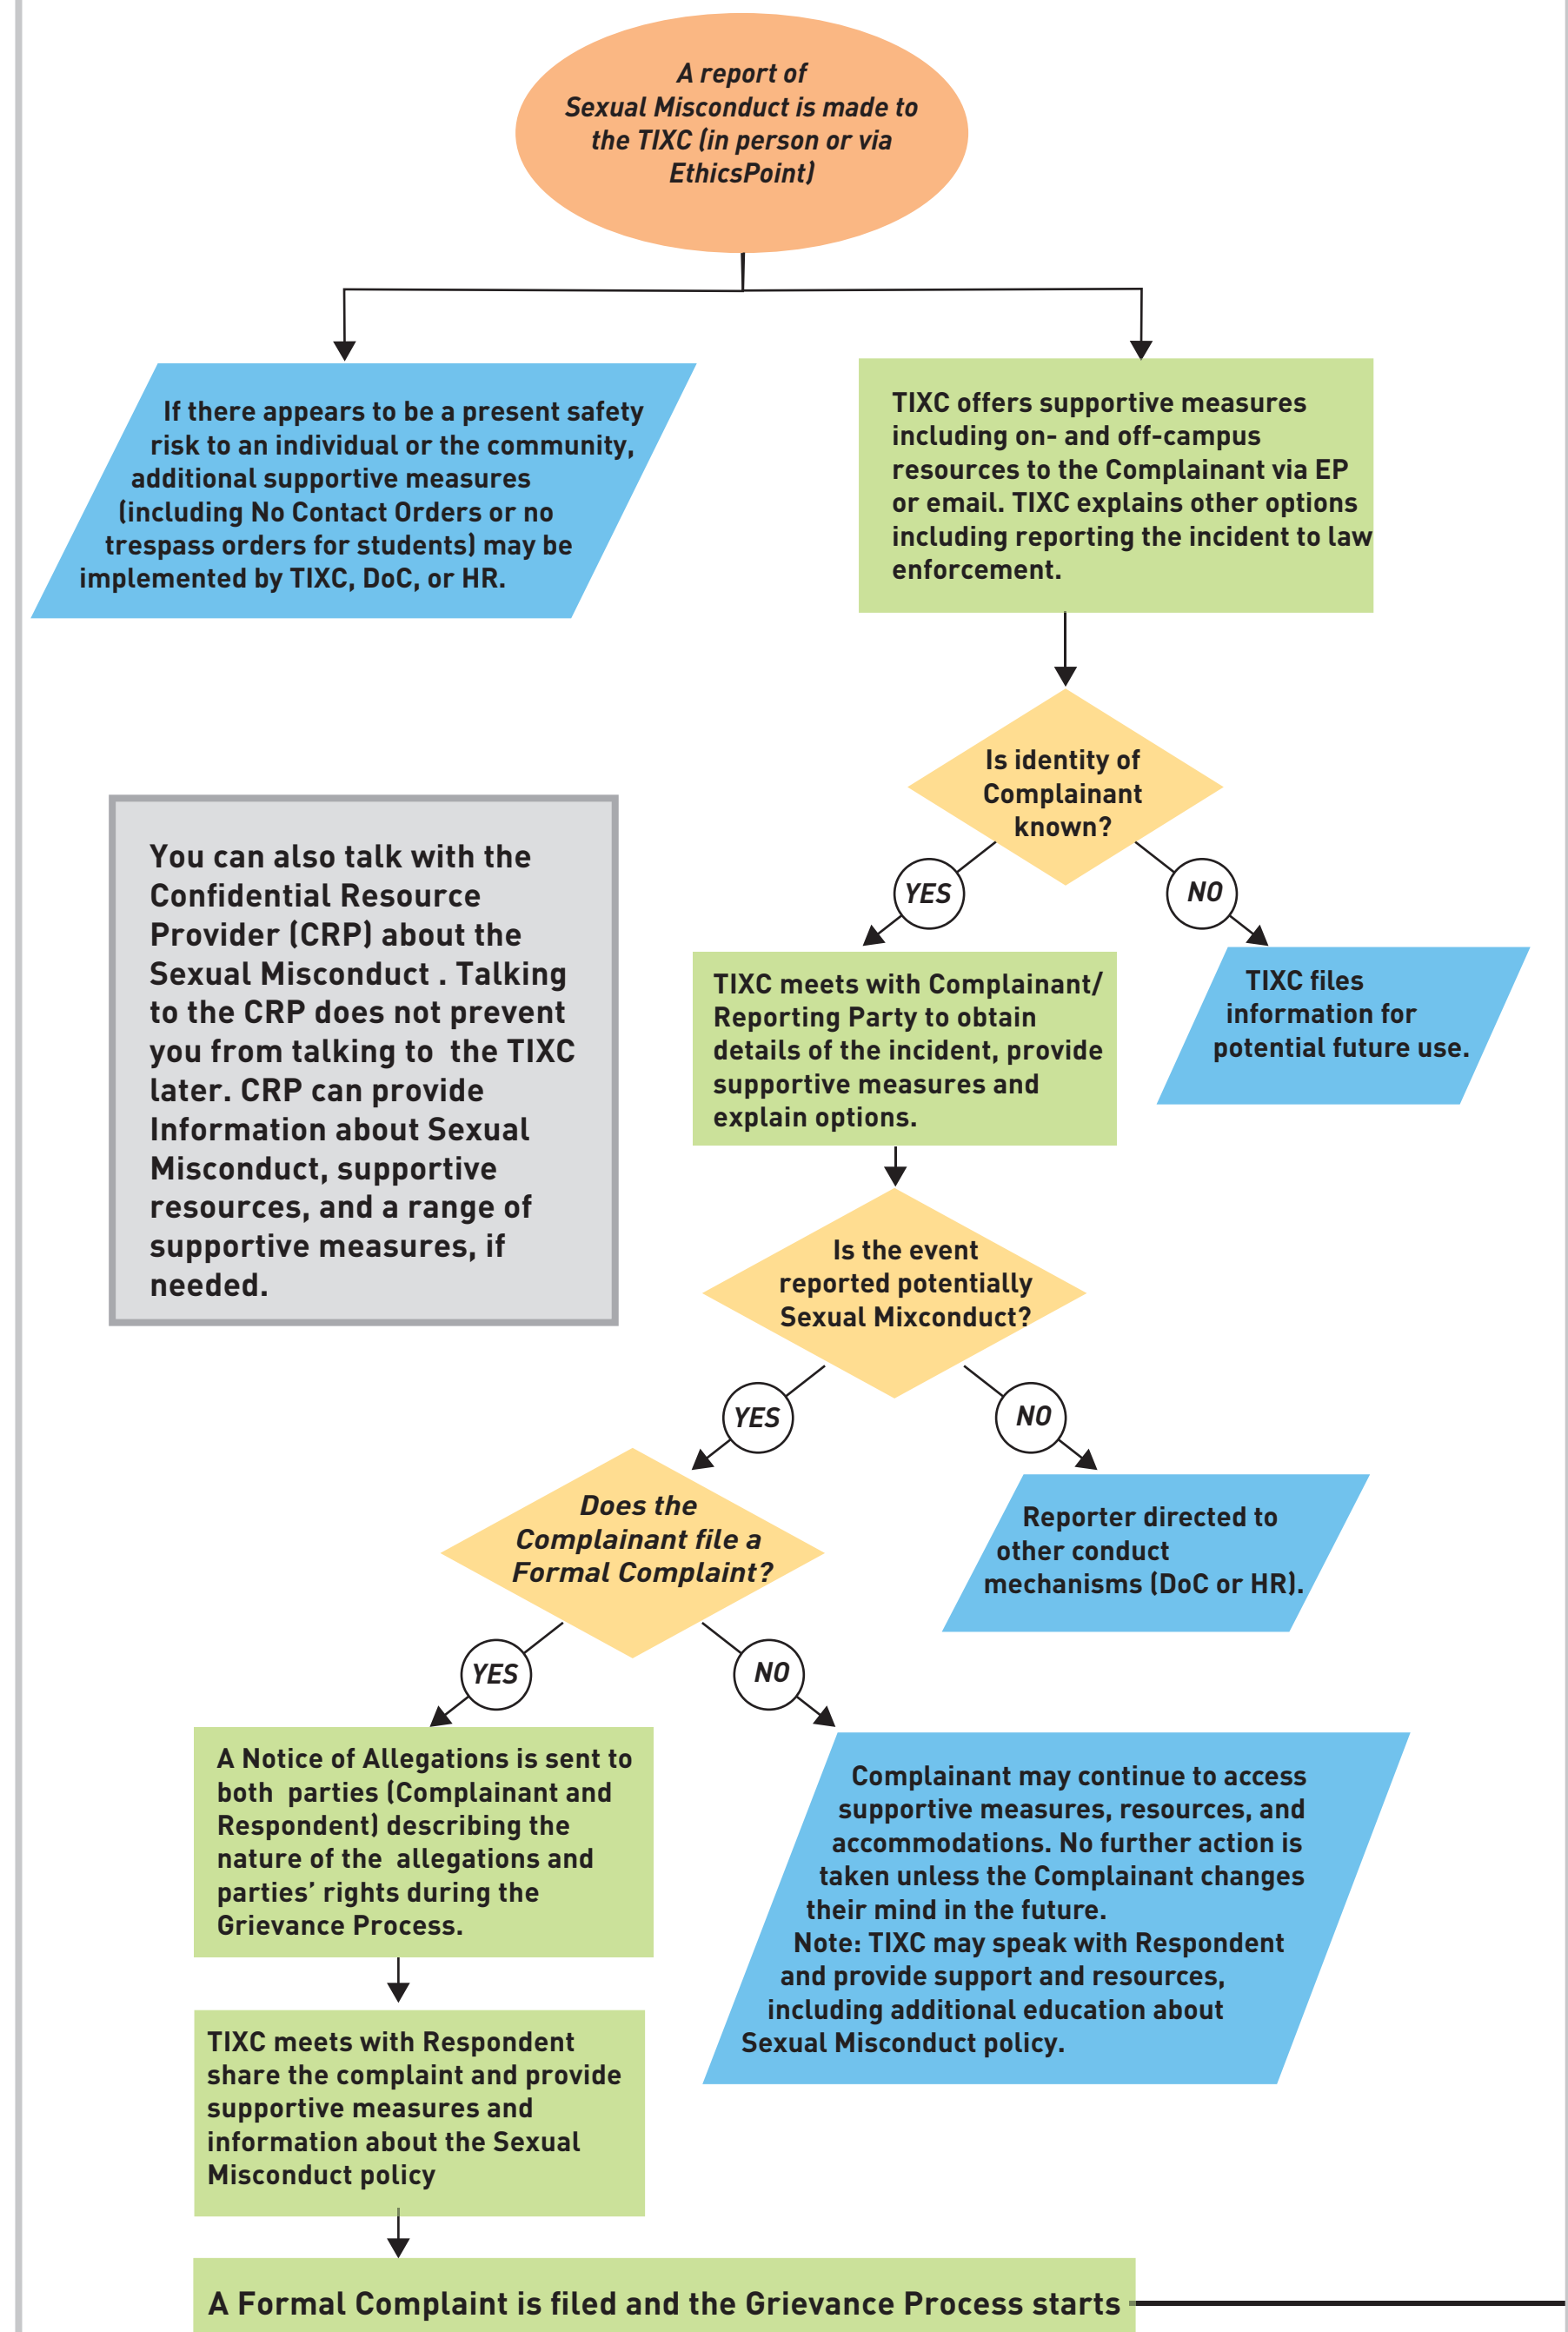 A report of
Sexual Misconduct is made to
the TIXC (in person or via
EthicsPoint)
If there appears to be a present safety
risk to an individual or the community,
additional supportive measures
(including No Contact Orders or no
trespass orders for students) may be
implemented by TIXC, DoC, or HR.
TIXC offers supportive measures
including on- and off-campus
resources to the Complainant via EP
or email. TIXC explains other options
including reporting the incident to law
enforcement.
Is identity of
Complainant
known?
YES
NO
You can also talk with the
Confidential Resource
Provider (CRP) about the
Sexual Misconduct . Talking
to the CRP does not prevent
you from talking to  the TIXC
later. CRP can provide
Information about Sexual
Misconduct, supportive
resources, and a range of
supportive measures, if
needed.
TIXC meets with Complainant/
Reporting Party to obtain
details of the incident, provide
supportive measures and
explain options.
TIXC files
information for
potential future use.
Is the event
reported potentially
Sexual Mixconduct?
YES
NO
Does the
Complainant file a
Formal Complaint?
Reporter directed to
other conduct
mechanisms (DoC or HR).
YES
NO
A Notice of Allegations is sent to
both  parties (Complainant and
Respondent) describing the
nature of the  allegations and
parties’ rights during the
Grievance Process.
Complainant may continue to access
supportive measures, resources, and
accommodations. No further action is
taken unless the Complainant changes
their mind in the future.
Note: TIXC may speak with Respondent
and provide support and resources,
including additional education about
Sexual Misconduct policy.
TIXC meets with Respondent
share the complaint and provide
supportive measures and
information about the Sexual
Misconduct policy
A Formal Complaint is filed and the Grievance Process starts